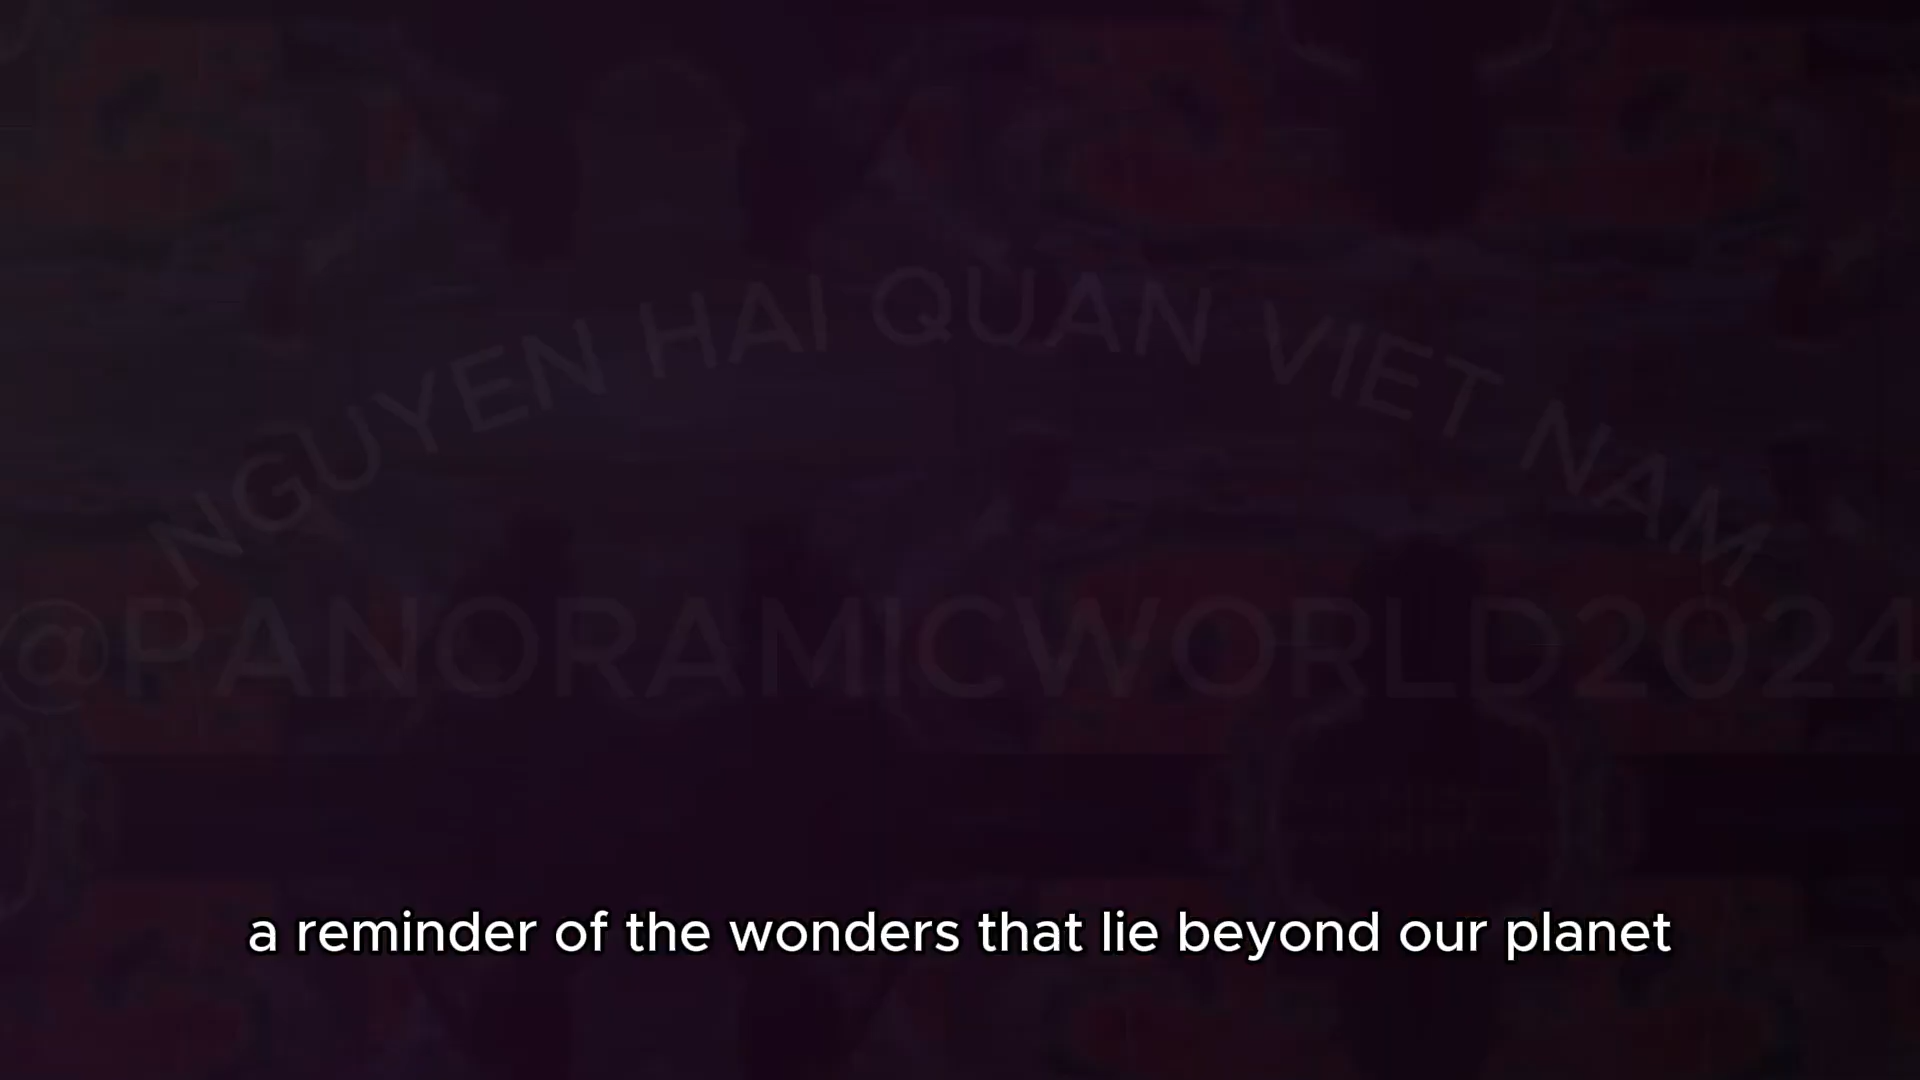 NGUYEN HAI QUAN VIET NAM
@PANORAMICWORLD2024
a reminder of the wonders that lie beyond our planet